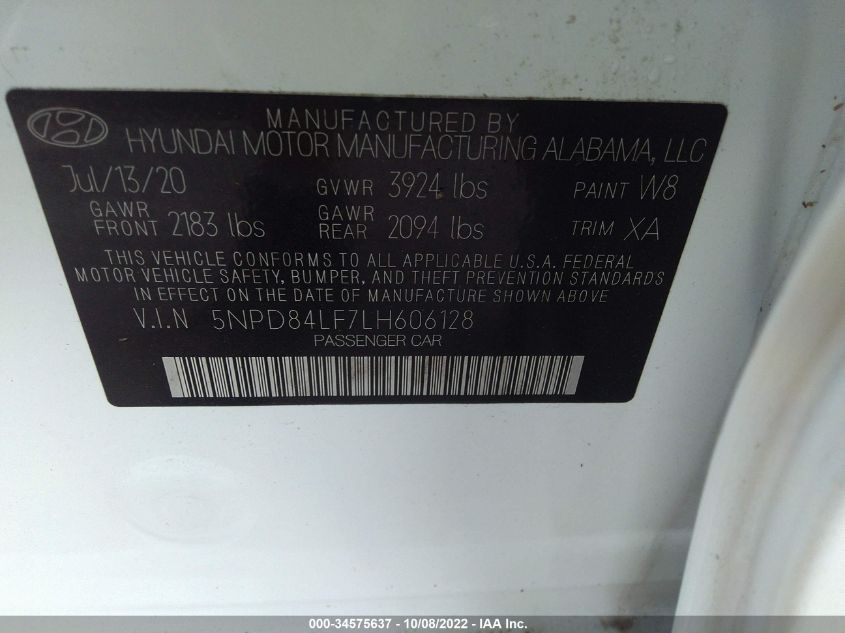 MANUFACTURED BY
HYUNDAI MOTOR MANUFACTURING ALABAMA, LLC
Jul/13/20 GVWR 3924 lbs PAINT W8
GAWR FRONT 2183 lbs GAWR REAR 2094 lbs TRIM XA
THIS VEHICLE CONFORMS TO ALL APPLICABLE U.S.A. FEDERAL
MOTOR VEHICLE SAFETY, BUMPER, AND THEFT PREVENTION STANDARDS
IN EFFECT ON THE DATE OF MANUFACTURE SHOWN ABOVE
V.I.N 5NPD84LF7LH606128
PASSENGER CAR
000-34575637 - 10/08/2022 - IAA Inc.